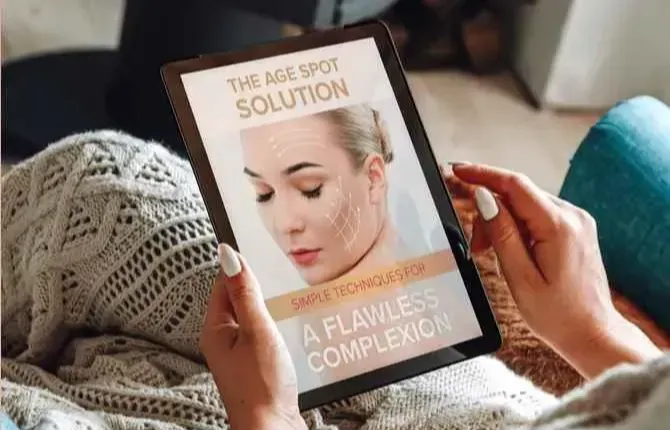 THE AGE SPOT
SOLUTION
SIMPLE TECHNIQUES FOR
A FLAWLESS
COMPLEXION